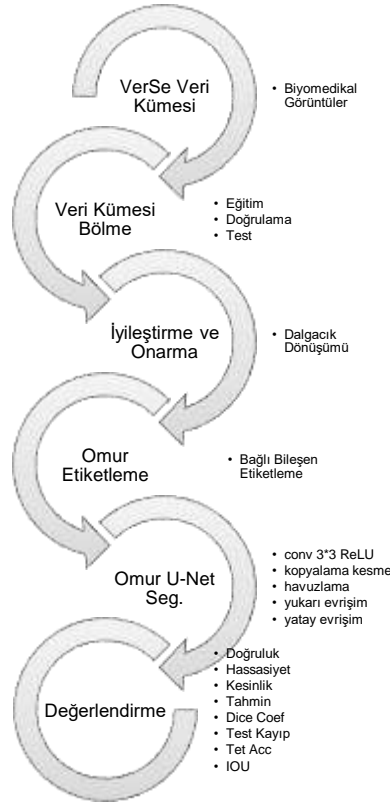 VerSe Veri
Kümesi
• Biyomedikal
Görüntüler
Veri Kümesi
Bölme
• Eğitim
• Doğrulama
• Test
İyileştirme ve
Onarma
• Dalgacık
Dönüşümü
Omur
Etiketleme
• Bağlı Bileşen
Etiketleme
Omur U-Net
Seg.
• conv 3*3 ReLU
• kopyalama kesme
• havuzlama
• yukarı evrişim
• yatay evrişim
Değerlendirme
• Doğruluk
• Hassasiyet
• Kesinlik
• Tahmin
• Dice Coef
• Test Kayıp
• Tet Acc
• IOU